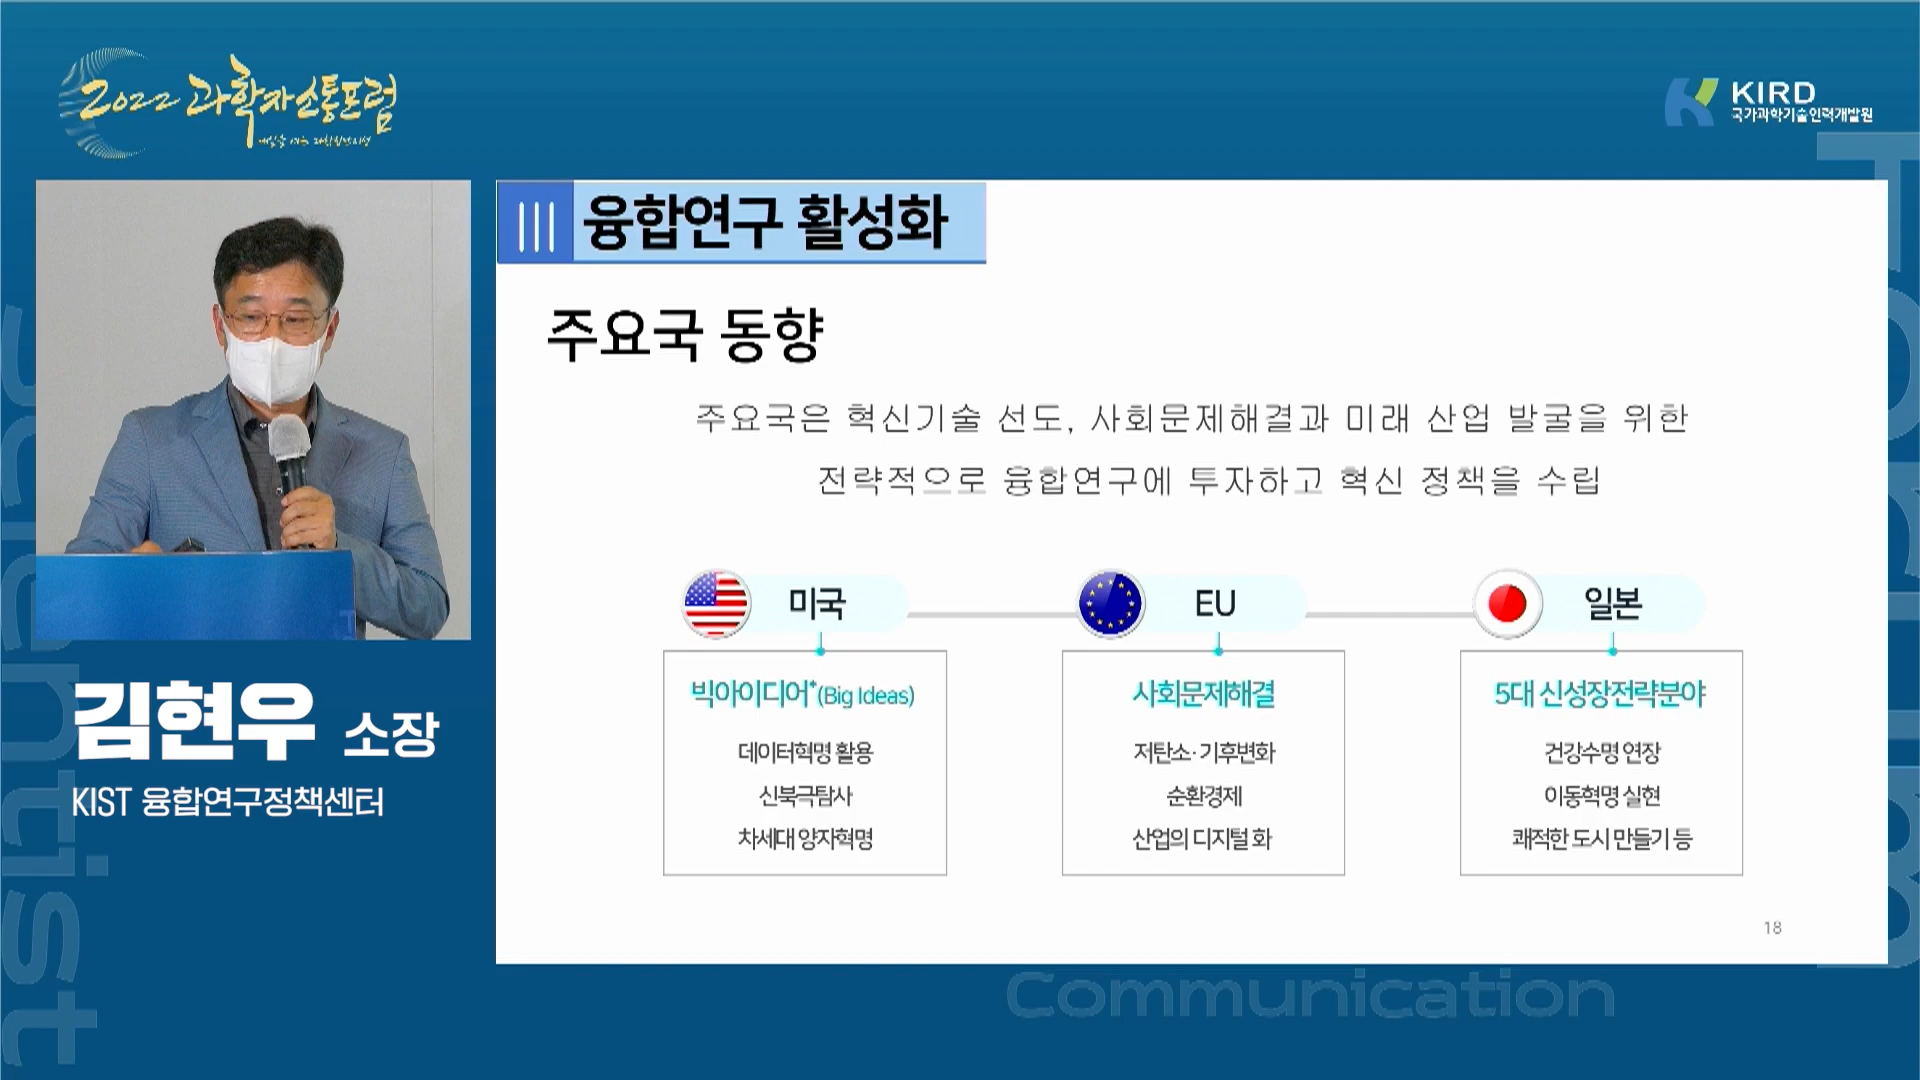 2022 과학자소통포럼
KIRD
국가과학기술인력개발원
융합연구 활성화
주요국 동향
주요국은 혁신기술 선도, 사회문제해결과 미래 산업 발굴을 위한
전략적으로 융합연구에 투자하고 혁신 정책을 수립
미국
EU
일본
빅아이디어*(Big Ideas)
데이터혁명 활용
신북극탐사
차세대 양자혁명
사회문제해결
저탄소·기후변화
순환경제
산업의 디지털 화
5대 신성장전략분야
건강수명 연장
이동혁명 실현
쾌적한 도시 만들기 등
18
김현우 소장
KIST 융합연구정책센터
Communication
Scientist